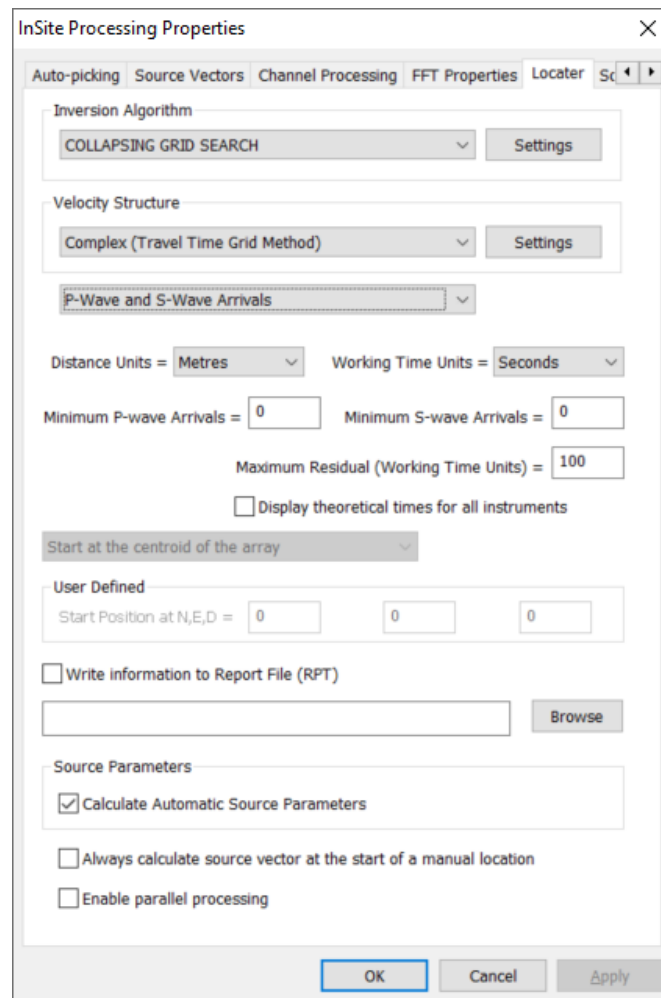 InSite Processing Properties
Auto-picking Source Vectors Channel Processing FFT Properties Locater
Inversion Algorithm
COLLAPSING GRID SEARCH Settings
Velocity Structure
Complex (Travel Time Grid Method) Settings
P-Wave and S-Wave Arrivals
Distance Units = Metres Working Time Units = Seconds
Minimum P-wave Arrivals = 0 Minimum S-wave Arrivals = 0
Maximum Residual (Working Time Units) = 100
Display theoretical times for all instruments
Start at the centroid of the array
User Defined
Start Position at N,E,D = 0 0 0
Write information to Report File (RPT)
Browse
Source Parameters
Calculate Automatic Source Parameters
Always calculate source vector at the start of a manual location
Enable parallel processing
OK Cancel Apply